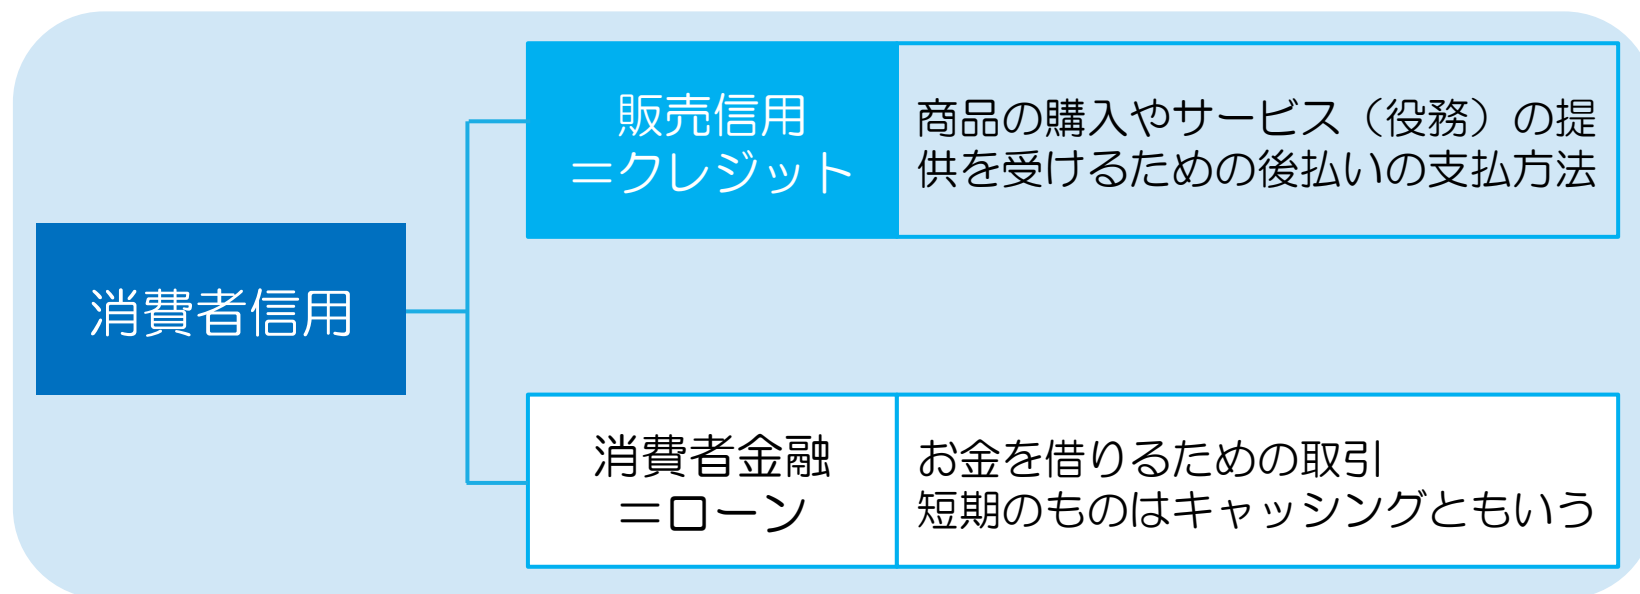 消費者信用
販売信用
＝クレジット
商品の購入やサービス（役務）の提
供を受けるための後払いの支払方法
消費者金融
＝ローン
お金を借りるための取引
短期のものはキャッシングともいう